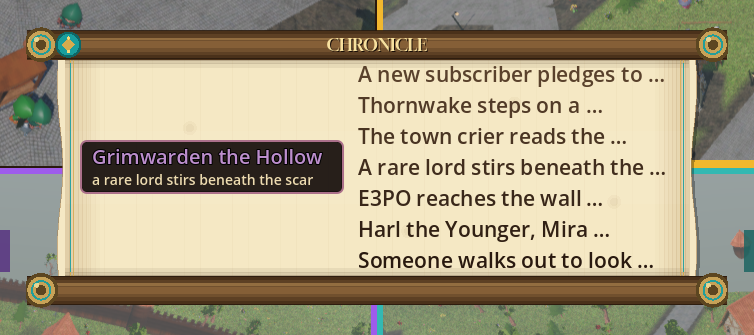 CHRONICLE
Grimwarden the Hollow
a rare lord stirs beneath the scar
A new subscriber pledges to ...
Thornwake steps on a ...
The town crier reads the ...
A rare lord stirs beneath the ...
E3PO reaches the wall ...
Harl the Younger, Mira ...
Someone walks out to look ...